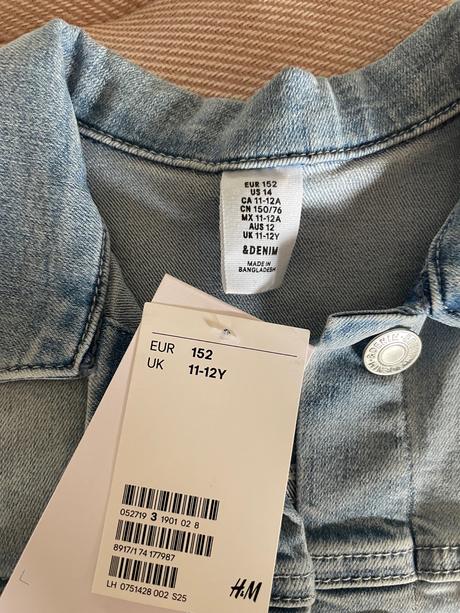 EUR 152
US 14
CA 11-12A
CN 150/76
MX 11-12A
AUS 12
UK 11-12Y
&DENIM
MADE IN
BANGLADESH
EUR 152
UK 11-12Y
052719 3 1901 02 8
8917/174 177987
LH 0751428 002 S25
H&M